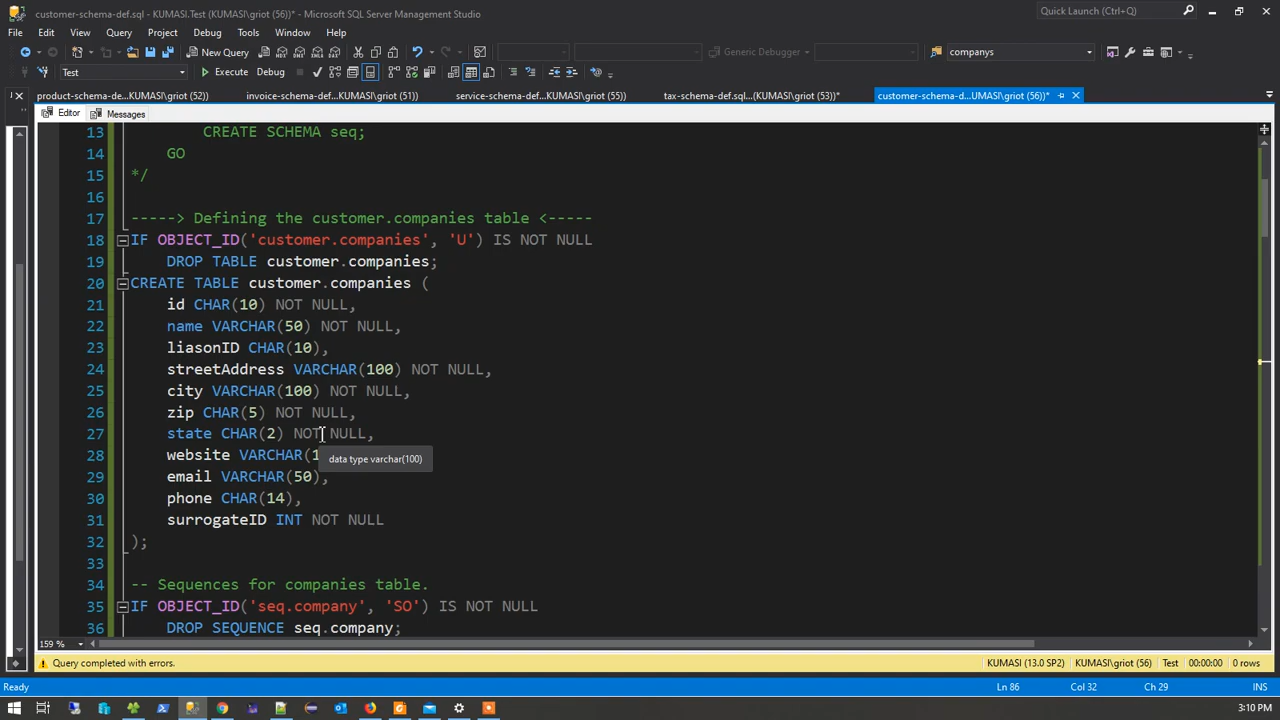 customer-schema-def.sql - KUMASI.Test (KUMASI\griot (56))* - Microsoft SQL Server Management Studio
Quick Launch (Ctrl+Q)
File Edit View Query Project Debug Tools Window Help
New Query
Generic Debugger
companys
Test
Execute Debug
product-schema-de...KUMASI\griot (52))
invoice-schema-def...KUMASI\griot (51))
service-schema-def...KUMASI\griot (55))
tax-schema-def.sql...(KUMASI\griot (53))*
customer-schema-d...UMASI\griot (56))*
Editor Messages
13 CREATE SCHEMA seq;
14 GO
15 */
16
17 -----> Defining the customer.companies table <-----
18 IF OBJECT_ID('customer.companies', 'U') IS NOT NULL
19 DROP TABLE customer.companies;
20 CREATE TABLE customer.companies (
21 id CHAR(10) NOT NULL,
22 name VARCHAR(50) NOT NULL,
23 liasonID CHAR(10),
24 streetAddress VARCHAR(100) NOT NULL,
25 city VARCHAR(100) NOT NULL,
26 zip CHAR(5) NOT NULL,
27 state CHAR(2) NOT NULL,
28 website VARCHAR(1
data type varchar(100)
29 email VARCHAR(50),
30 phone CHAR(14),
31 surrogateID INT NOT NULL
32 );
33
34 -- Sequences for companies table.
35 IF OBJECT_ID('seq.company', 'SO') IS NOT NULL
36 DROP SEQUENCE seq.company;
159 %
Query completed with errors.
KUMASI (13.0 SP2) KUMASI\griot (56) Test 00:00:00 0 rows
Ready
Ln 86 Col 32 Ch 29 INS
3:10 PM